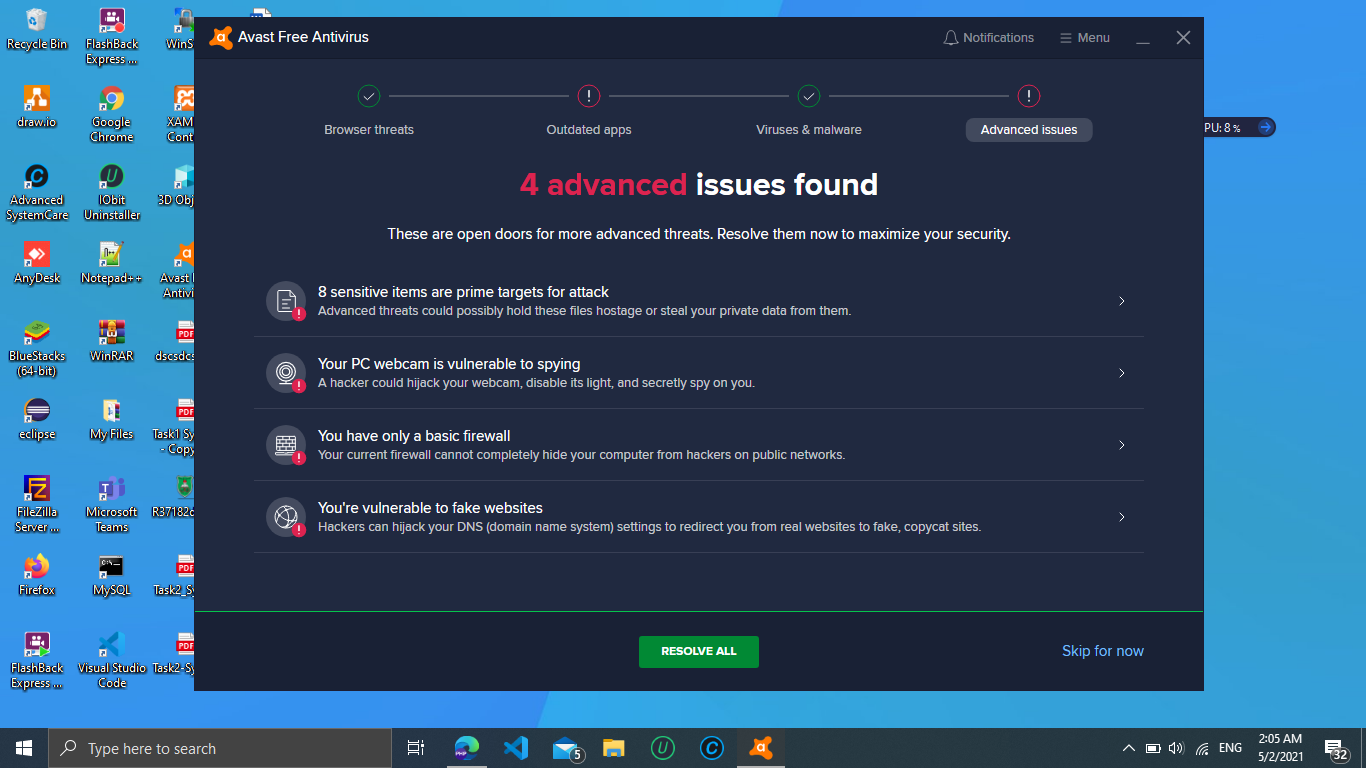 Recycle Bin
FlashBack
Express ...
WinS
draw.io
Google
Chrome
XAM
Cont
Advanced
SystemCare
IObit
Uninstaller
3D Obj
AnyDesk
Notepad++
Avast
Antivi
BlueStacks
(64-bit)
WinRAR
PDF
dscsdcs
eclipse
My Files
PDF
Task1 Sy
- Copy
FileZilla
Server ...
Microsoft
Teams
R37182
Firefox
MySQL
PDF
Task2_Sy
FlashBack
Express ...
Visual Studio
Code
PDF
Task2-Sy
Avast Free Antivirus
Notifications
Menu
Browser threats
Outdated apps
Viruses & malware
Advanced issues
4 advanced issues found
These are open doors for more advanced threats. Resolve them now to maximize your security.
8 sensitive items are prime targets for attack
Advanced threats could possibly hold these files hostage or steal your private data from them.
Your PC webcam is vulnerable to spying
A hacker could hijack your webcam, disable its light, and secretly spy on you.
You have only a basic firewall
Your current firewall cannot completely hide your computer from hackers on public networks.
You're vulnerable to fake websites
Hackers can hijack your DNS (domain name system) settings to redirect you from real websites to fake, copycat sites.
RESOLVE ALL
Skip for now
PU: 8 %
Type here to search
5
ENG
2:05 AM
5/2/2021
32